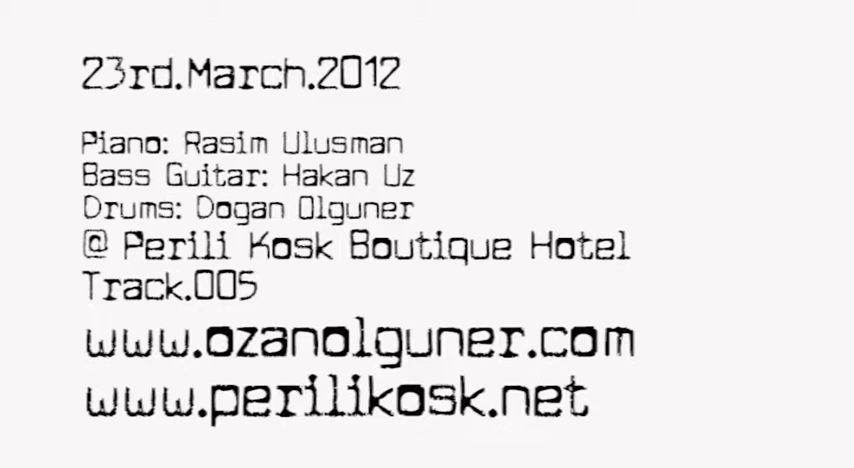 23rd.March.2012
Piano: Rasim Ulusman
Bass Guitar: Hakan Uz
Drums: Dogan Olguner
@ Perili Kosk Boutique Hotel
Track.005
www.ozanolguner.com
www.perilikosk.net